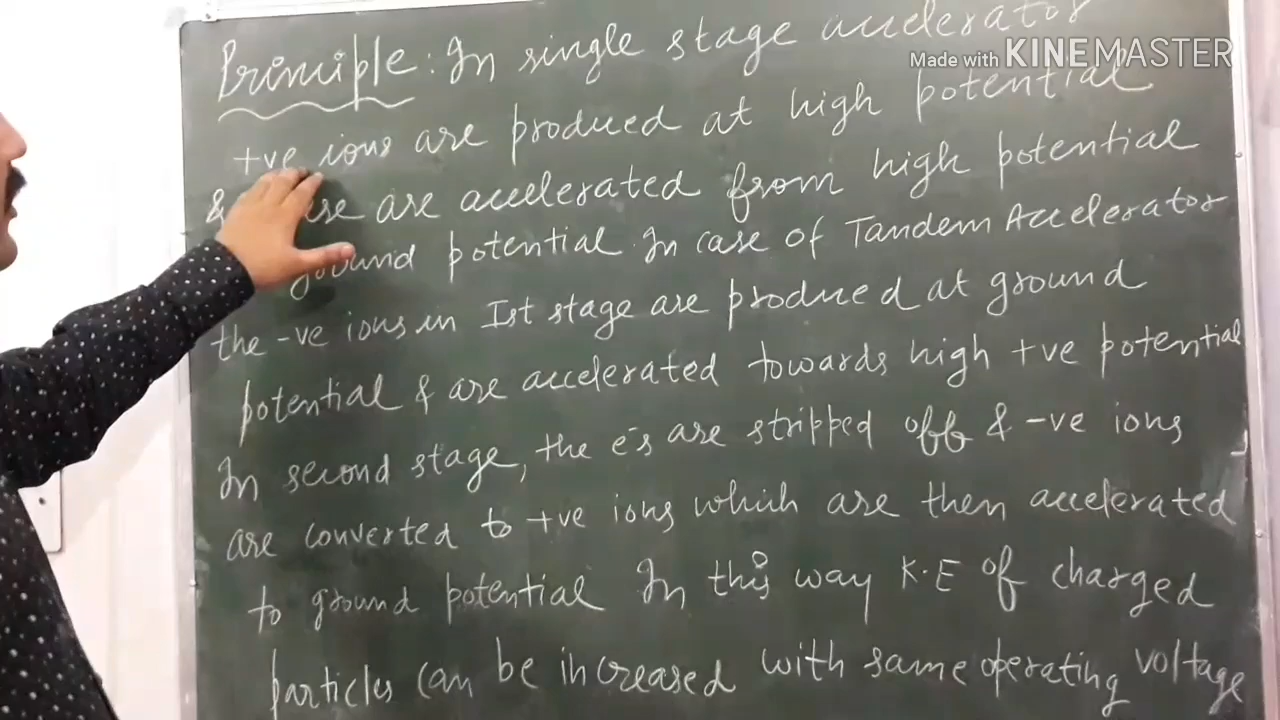 Principle: In single stage accelerator
Made with KINEMASTER
+ve ions are produced at high potential
& are accelerated from high potential
ground potential. In case of Tandem Accelerator
the -ve ions in Ist stage are produced at ground
potential & are accelerated towards high +ve potential
In second stage, the e⁻s are stripped off & -ve ions
are converted to +ve ions which are then accelerated
to ground potential In this way K.E of charged
particles can be increased with same operating voltage